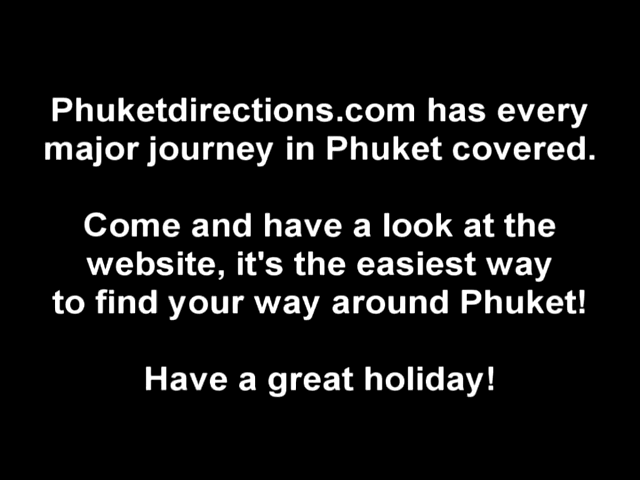 Phuketdirections.com has every
major journey in Phuket covered.
Come and have a look at the
website, it's the easiest way
to find your way around Phuket!
Have a great holiday!